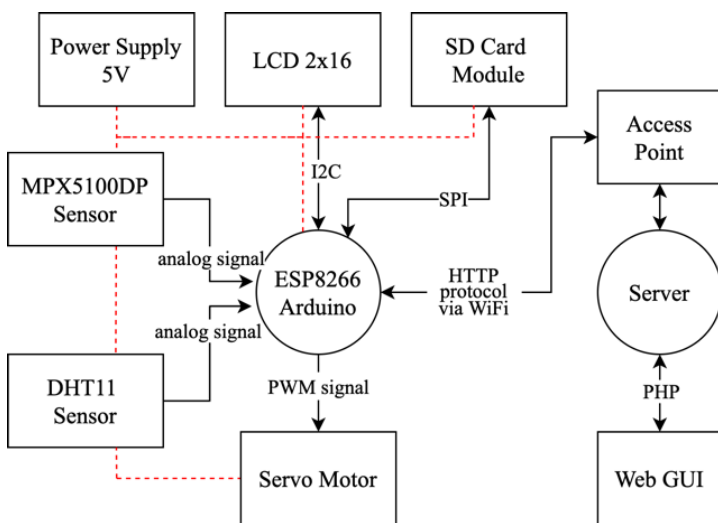 Power Supply
5V
LCD 2x16
SD Card
Module
Access
Point
MPX5100DP
Sensor
I2C
SPI
analog signal
ESP8266
Arduino
HTTP
protocol
via WiFi
Server
analog signal
DHT11
Sensor
PWM signal
PHP
Servo Motor
Web GUI